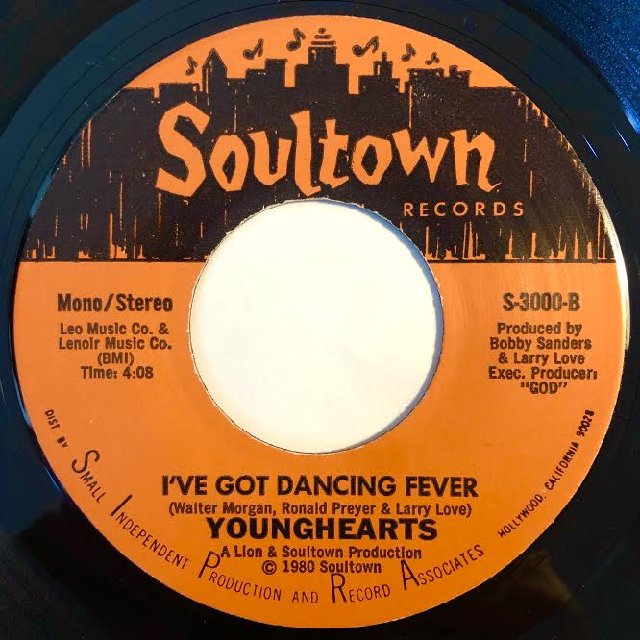 Soultown
RECORDS
Mono/Stereo
Leo Music Co. &
Lenoir Music Co.
(BMI)
Time: 4:08
S-3000-B
Produced by
Bobby Sanders
& Larry Love
Exec. Producer:
"GOD"
I'VE GOT DANCING FEVER
(Walter Morgan, Ronald Preyer & Larry Love)
YOUNGHEARTS
A Lion & Soultown Production
© 1980 Soultown
DIST BY SMALL INDEPENDENT PRODUCTION AND RECORD ASSOCIATES HOLLYWOOD, CALIFORNIA 90028